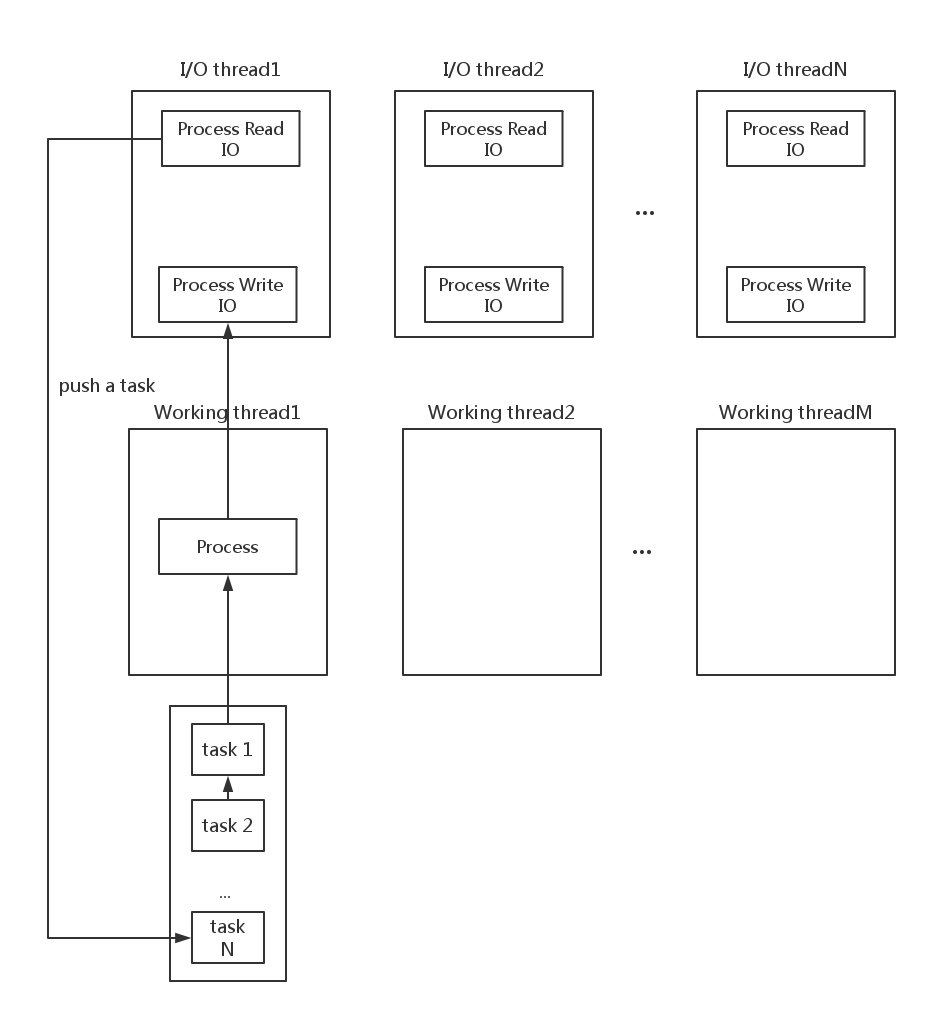 I/O thread1
I/O thread2
I/O threadN
Process Read
IO
Process Read
IO
Process Read
IO
...
Process Write
IO
Process Write
IO
Process Write
IO
push a task
Working thread1
Working thread2
Working threadM
Process
...
task 1
task 2
...
task
N